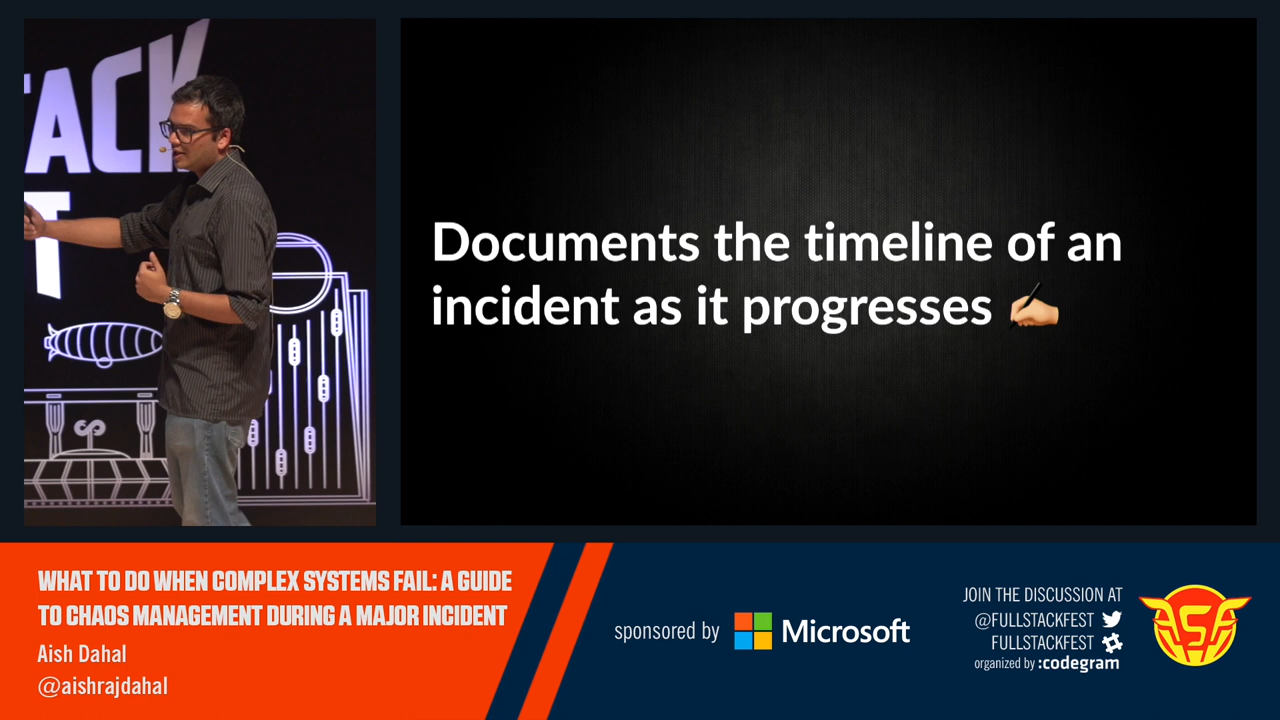 TACK
T
Documents the timeline of an
incident as it progresses
WHAT TO DO WHEN COMPLEX SYSTEMS FAIL: A GUIDE
TO CHAOS MANAGEMENT DURING A MAJOR INCIDENT
Aish Dahal
@aishrajdahal
sponsored by Microsoft
JOIN THE DISCUSSION AT
@FULLSTACKFEST
FULLSTACKFEST
organized by :codegram
FSF